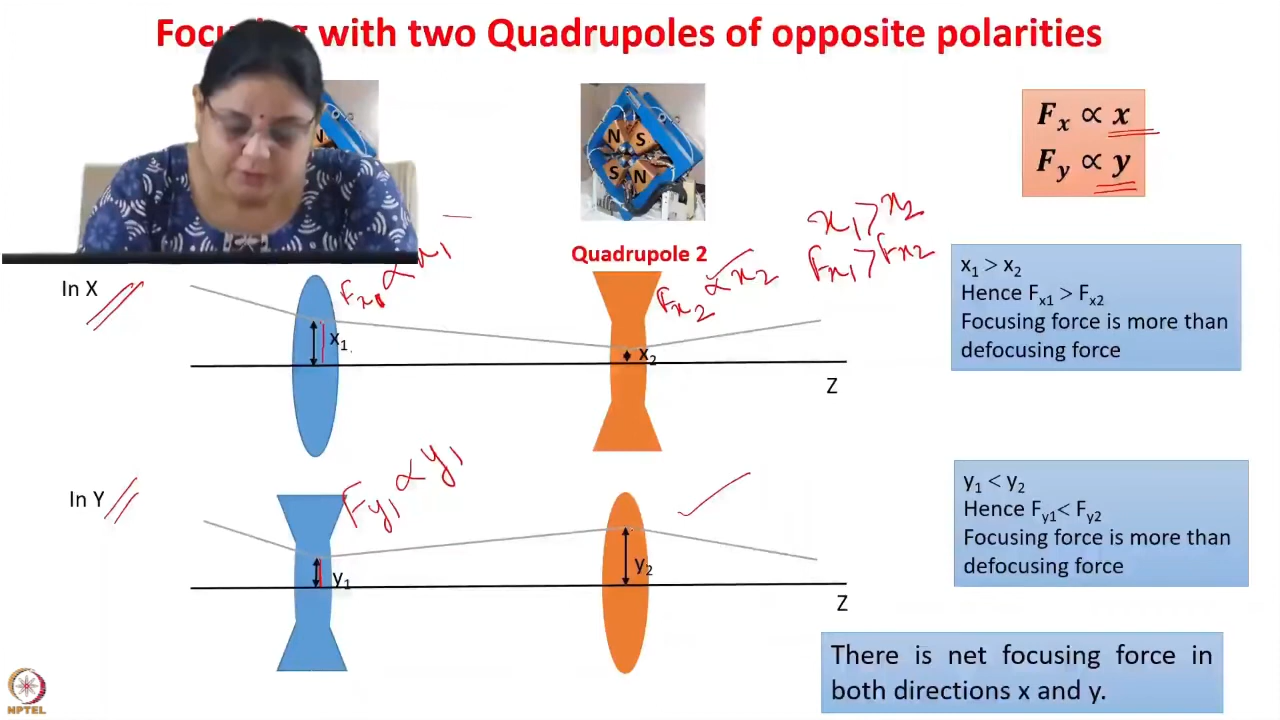 with two Quadrupoles of opposite polarities
N
N S
S N
Quadrupole 2
F_x ∝ x
F_y ∝ y
x₁ > x₂
F_x₁ > F_x₂
In X
F_x₁ ∝ x₁
F_x₂ ∝ x₂
x₁
x₂
Z
x₁ > x₂
Hence F_x1 > F_x2
Focusing force is more than
defocusing force
In Y
F_y₁ ∝ y₁
y₁
y₂
Z
y₁ < y₂
Hence F_y1< F_y2
Focusing force is more than
defocusing force
There is net focusing force in
both directions x and y.
NPTEL